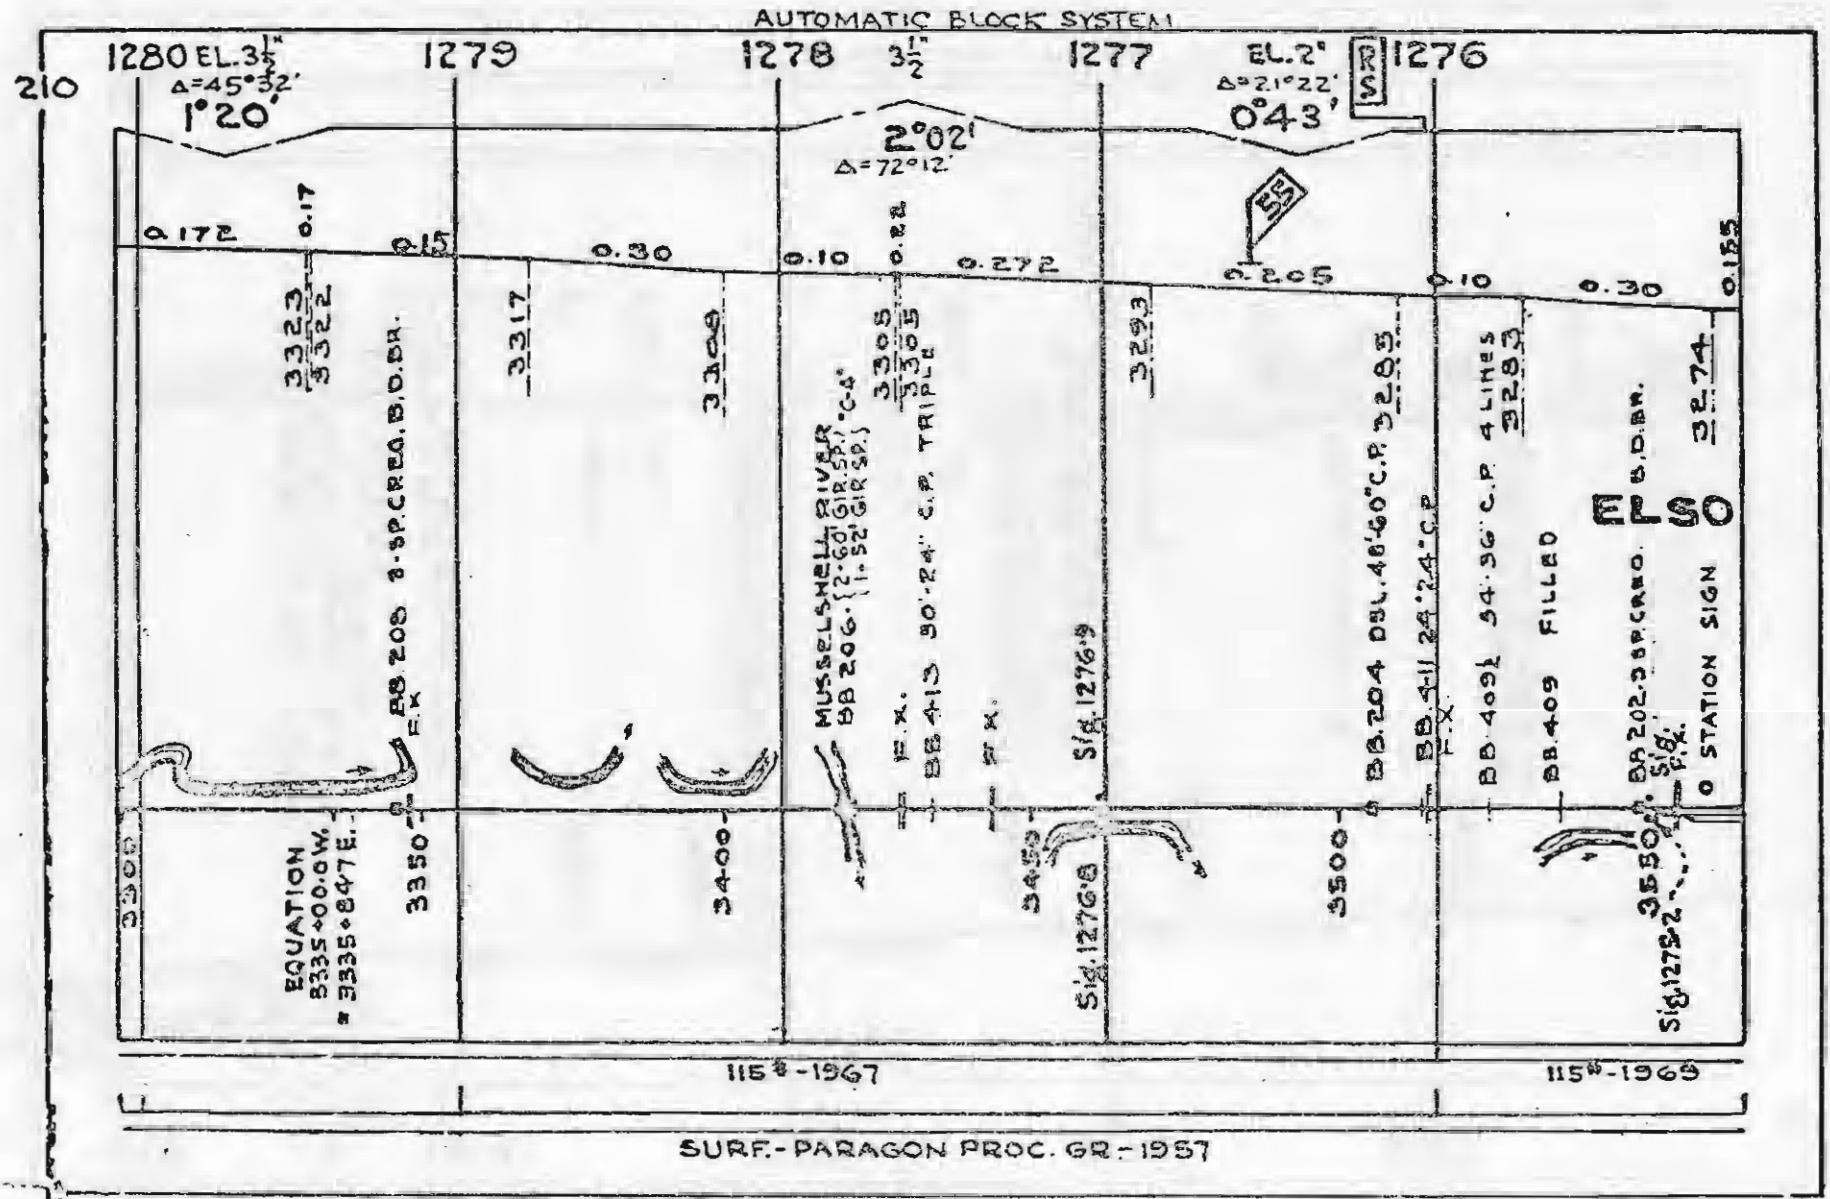 AUTOMATIC BLOCK SYSTEM
210
1280 EL.3½"
Δ=45°32'
1°20'
1279
1278
3½"
2°02'
Δ=72°12'
1277
EL.2"
Δ=21°22'
0°43'
RS
1276
55
0.172
0.17
0.15
0.30
0.10
0.22
0.272
0.205
0.10
0.30
0.155
3323
3322
3317
3308
3305
3305
3293
3285
3283
3274
BB.208 3-SP.CREO.B.D.BR.
F.X
MUSSELSHELL RIVER
BB 206-{2-60' GIR.SP.} "C-4"
{1-52' GIR SP.}
F.X.
BB 413 30'-24" C.P. TRIPLE
F X.
Sig.1276.9
BB.204 DBL.48'-60" C.P.
BB.411 24" C.P
F.X.
BB 409½ 34'-36" C.P. 4 LINES
BB.409 FILLED
BB 202 SP.CREO. B.D.BR.
Sig.
F.X.
ELSO
O STATION SIGN
3300
EQUATION
3335+00.0W.
= 3335+84.7E.
3350
3400
3450
Sig.1276.8
3500
3550
Sig.1275.2
115#-1967
115#-1969
SURF.-PARAGON PROC. GR.-1957